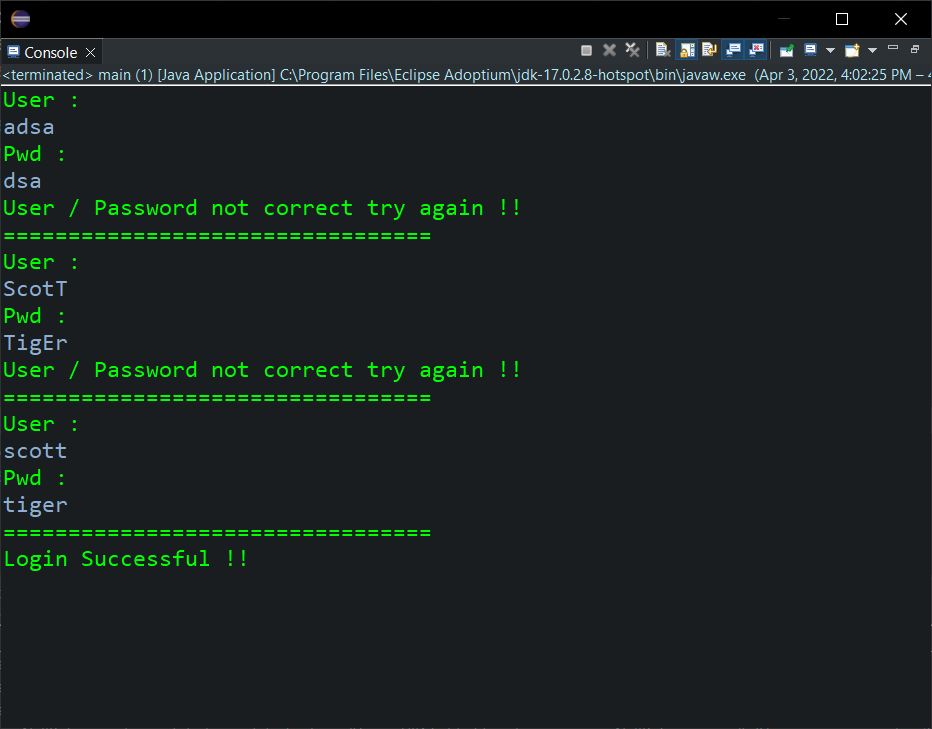 Console
<terminated> main (1) [Java Application] C:\Program Files\Eclipse Adoptium\jdk-17.0.2.8-hotspot\bin\javaw.exe (Apr 3, 2022, 4:02:25 PM –
User :
adsa
Pwd :
dsa
User / Password not correct try again !!
=================================
User :
ScotT
Pwd :
TigEr
User / Password not correct try again !!
=================================
User :
scott
Pwd :
tiger
=================================
Login Successful !!